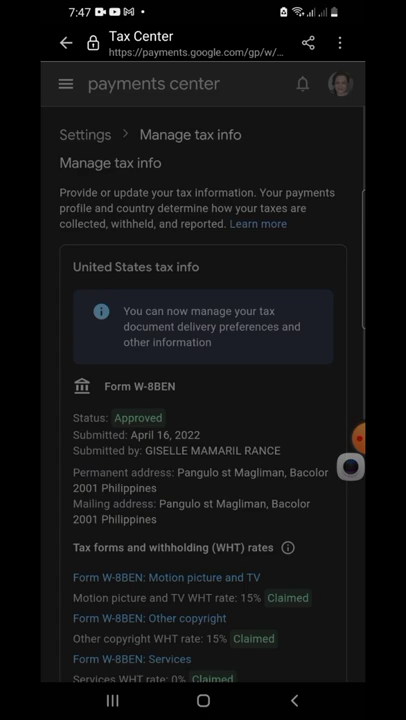 7:47
Tax Center
https://payments.google.com/gp/w/...
payments center
Settings > Manage tax info
Manage tax info
Provide or update your tax information. Your payments
profile and country determine how your taxes are
collected, withheld, and reported. Learn more
United States tax info
You can now manage your tax
document delivery preferences and
other information
Form W-8BEN
Status: Approved
Submitted: April 16, 2022
Submitted by: GISELLE MAMARIL RANCE
Permanent address: Pangulo st Magliman, Bacolor
2001 Philippines
Mailing address: Pangulo st Magliman, Bacolor
2001 Philippines
Tax forms and withholding (WHT) rates
Form W-8BEN: Motion picture and TV
Motion picture and TV WHT rate: 15% Claimed
Form W-8BEN: Other copyright
Other copyright WHT rate: 15% Claimed
Form W-8BEN: Services
Services WHT rate: 0% Claimed